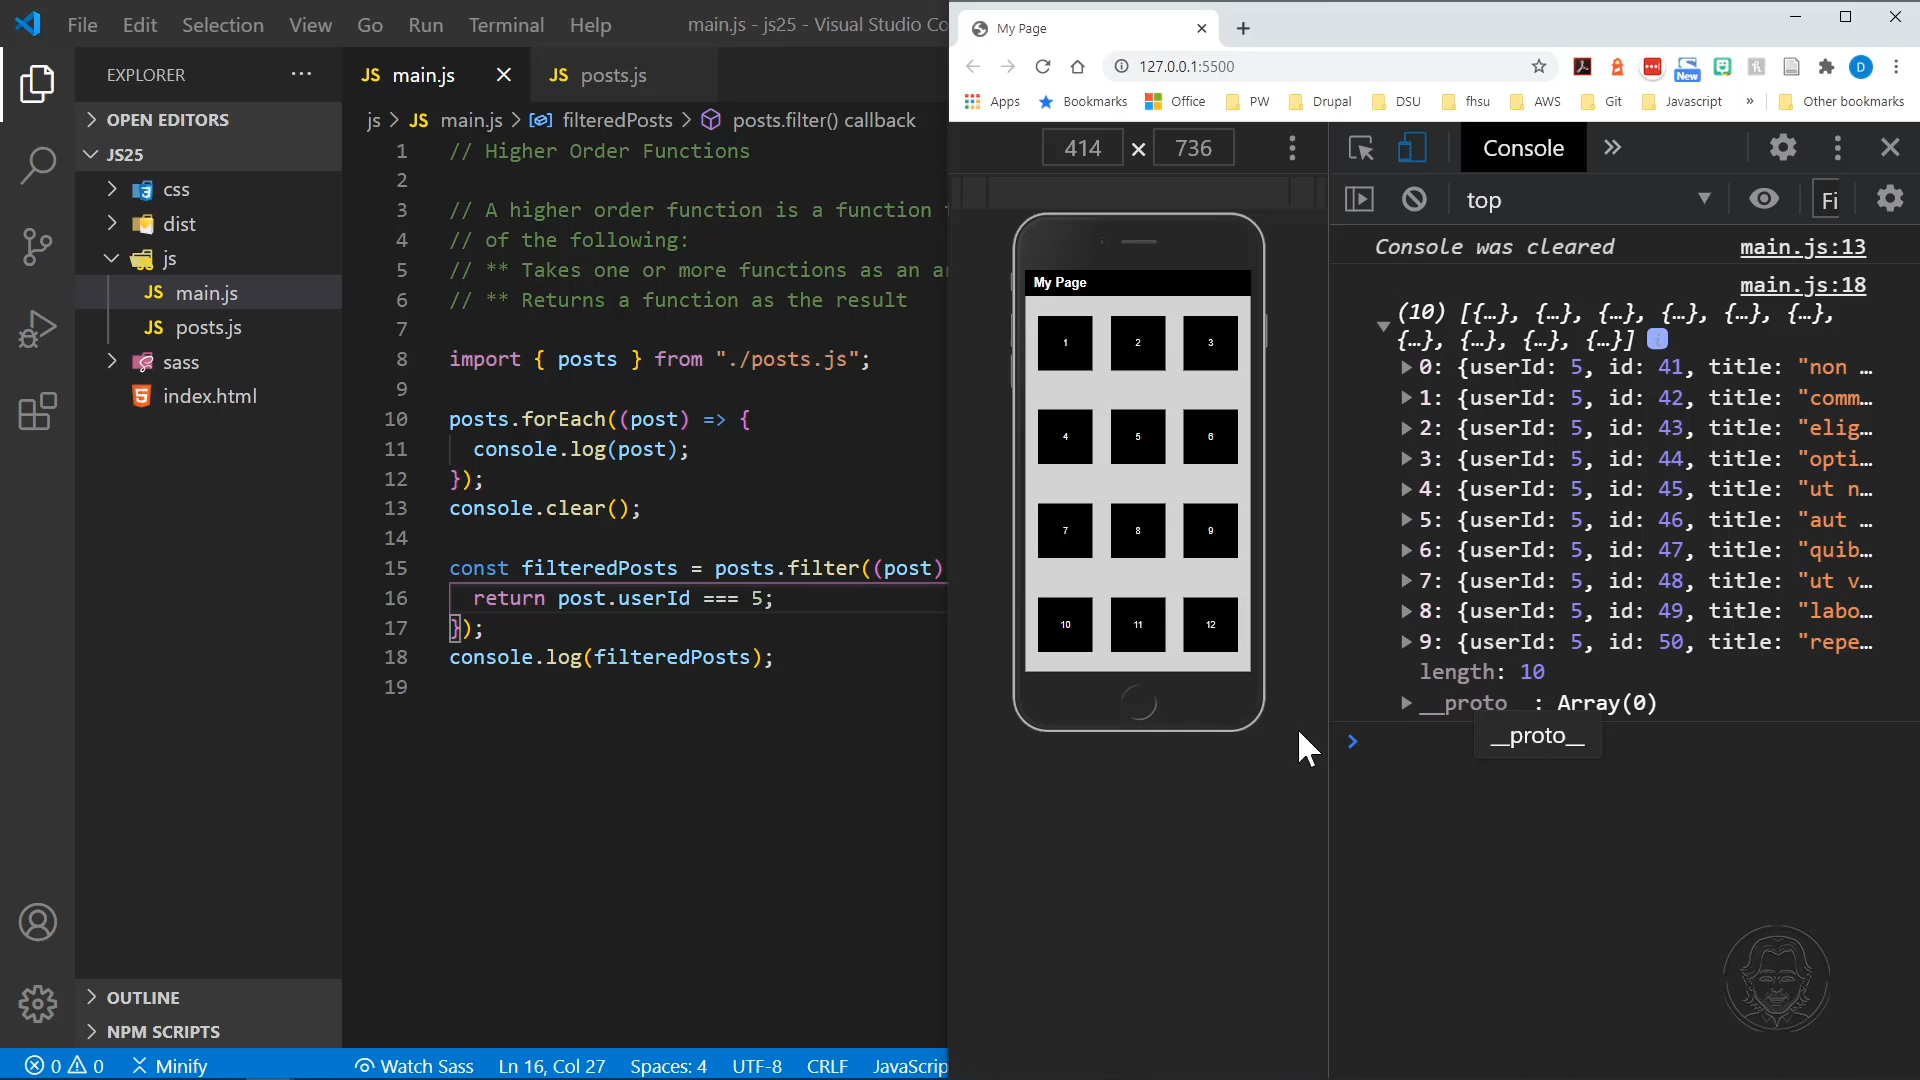 File Edit Selection View Go Run Terminal Help main.js - js25 - Visual Studio Co
EXPLORER ···
OPEN EDITORS
JS25
css
dist
js
JS main.js
JS posts.js
sass
index.html
OUTLINE
NPM SCRIPTS
JS main.js
JS posts.js
js > JS main.js > filteredPosts > posts.filter() callback
1 // Higher Order Functions
2
3 // A higher order function is a function
4 // of the following:
5 // ** Takes one or more functions as an a
6 // ** Returns a function as the result
7
8 import { posts } from "./posts.js";
9
10 posts.forEach((post) => {
11 console.log(post);
12 });
13 console.clear();
14
15 const filteredPosts = posts.filter((post)
16 return post.userId === 5;
17 });
18 console.log(filteredPosts);
19
0 0 Minify Watch Sass Ln 16, Col 27 Spaces: 4 UTF-8 CRLF JavaScrip
My Page
127.0.0.1:5500
New
D
Apps Bookmarks Office PW Drupal DSU fhsu AWS Git Javascript » Other bookmarks
414 × 736
Console »
top Fi
My Page
1 2 3
4 5 6
7 8 9
10 11 12
Console was cleared main.js:13
main.js:18
(10) [{…}, {…}, {…}, {…}, {…}, {…},
{…}, {…}, {…}, {…}] i
0: {userId: 5, id: 41, title: "non …
1: {userId: 5, id: 42, title: "comm…
2: {userId: 5, id: 43, title: "elig…
3: {userId: 5, id: 44, title: "opti…
4: {userId: 5, id: 45, title: "ut n…
5: {userId: 5, id: 46, title: "aut …
6: {userId: 5, id: 47, title: "quib…
7: {userId: 5, id: 48, title: "ut v…
8: {userId: 5, id: 49, title: "labo…
9: {userId: 5, id: 50, title: "repe…
length: 10
__proto : Array(0)
__proto__